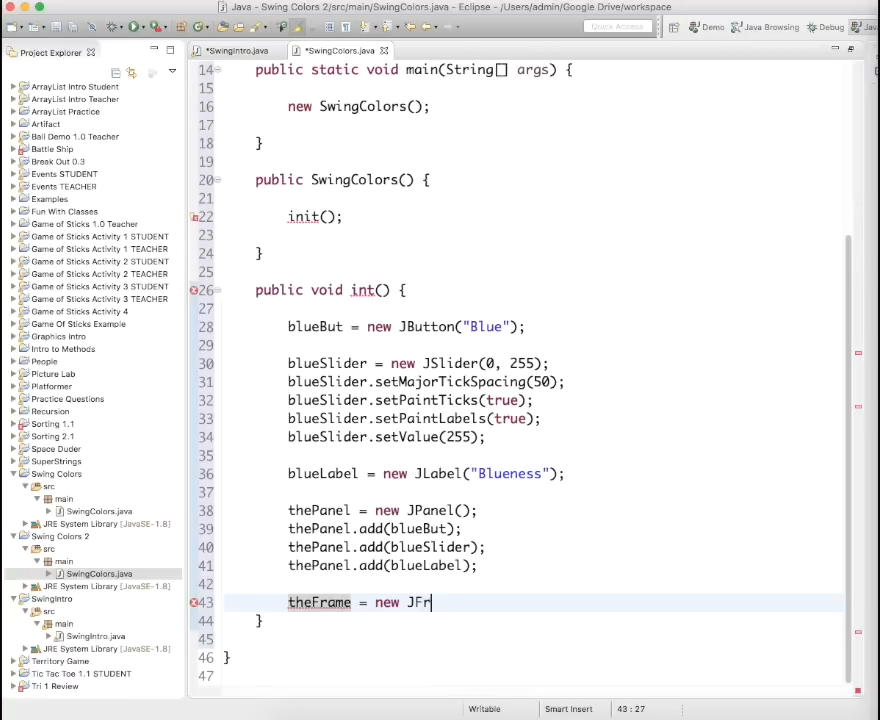 Java - Swing Colors 2/src/main/SwingColors.java - Eclipse - /Users/admin/Google Drive/workspace
Quick Access
Demo
Java Browsing
Debug
Java
Project Explorer
*SwingIntro.java
*SwingColors.java
ArrayList Intro Student
ArrayList Intro Teacher
ArrayList Practice
Artifact
Ball Demo 1.0 Teacher
Battle Ship
Break Out 0.3
Events STUDENT
Events TEACHER
Examples
Fun With Classes
Game of Sticks 1.0 Teacher
Game of Sticks Activity 1 STUDENT
Game of Sticks Activity 1 TEACHER
Game of Sticks Activity 2 STUDENT
Game of Sticks Activity 2 TEACHER
Game of Sticks Activity 3 STUDENT
Game of Sticks Activity 3 TEACHER
Game of Sticks Activity 4
Game Of Sticks Example
Graphics Intro
Intro to Methods
People
Picture Lab
Platformer
Practice Questions
Recursion
Sorting 1.1
Sorting 2.1
Space Duder
SuperStrings
Swing Colors
src
main
SwingColors.java
JRE System Library [JavaSE-1.8]
Swing Colors 2
src
main
SwingColors.java
JRE System Library [JavaSE-1.8]
SwingIntro
src
main
SwingIntro.java
JRE System Library [JavaSE-1.8]
Territory Game
Tic Tac Toe 1.1 STUDENT
Tri 1 Review
14 public static void main(String[] args) {
15
16 new SwingColors();
17
18 }
19
20 public SwingColors() {
21
22 init();
23
24 }
25
26 public void int() {
27
28 blueBut = new JButton("Blue");
29
30 blueSlider = new JSlider(0, 255);
31 blueSlider.setMajorTickSpacing(50);
32 blueSlider.setPaintTicks(true);
33 blueSlider.setPaintLabels(true);
34 blueSlider.setValue(255);
35
36 blueLabel = new JLabel("Blueness");
37
38 thePanel = new JPanel();
39 thePanel.add(blueBut);
40 thePanel.add(blueSlider);
41 thePanel.add(blueLabel);
42
43 theFrame = new JFr
44 }
45
46 }
47
Writable
Smart Insert
43 : 27